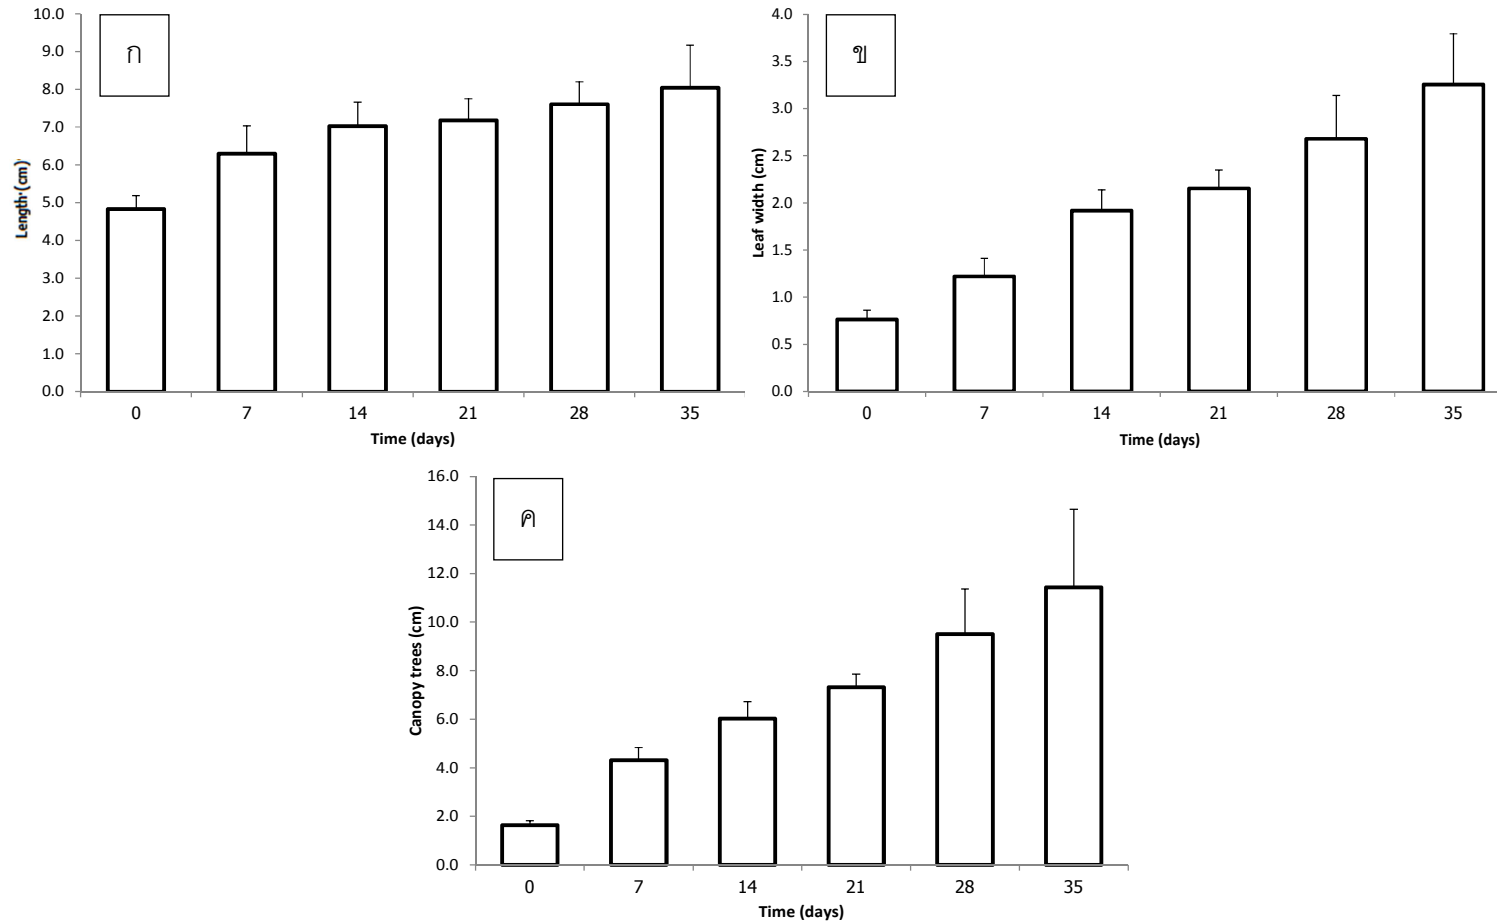 10.0
9.0
8.0
7.0
6.0
5.0
4.0
3.0
2.0
1.0
0.0
ก
Length (cm)
0 7 14 21 28 35
Time (days)
4.0
3.5
3.0
2.5
2.0
1.5
1.0
0.5
0.0
ข
Leaf width (cm)
0 7 14 21 28 35
Time (days)
16.0
14.0
12.0
10.0
8.0
6.0
4.0
2.0
0.0
ค
Canopy trees (cm)
0 7 14 21 28 35
Time (days)